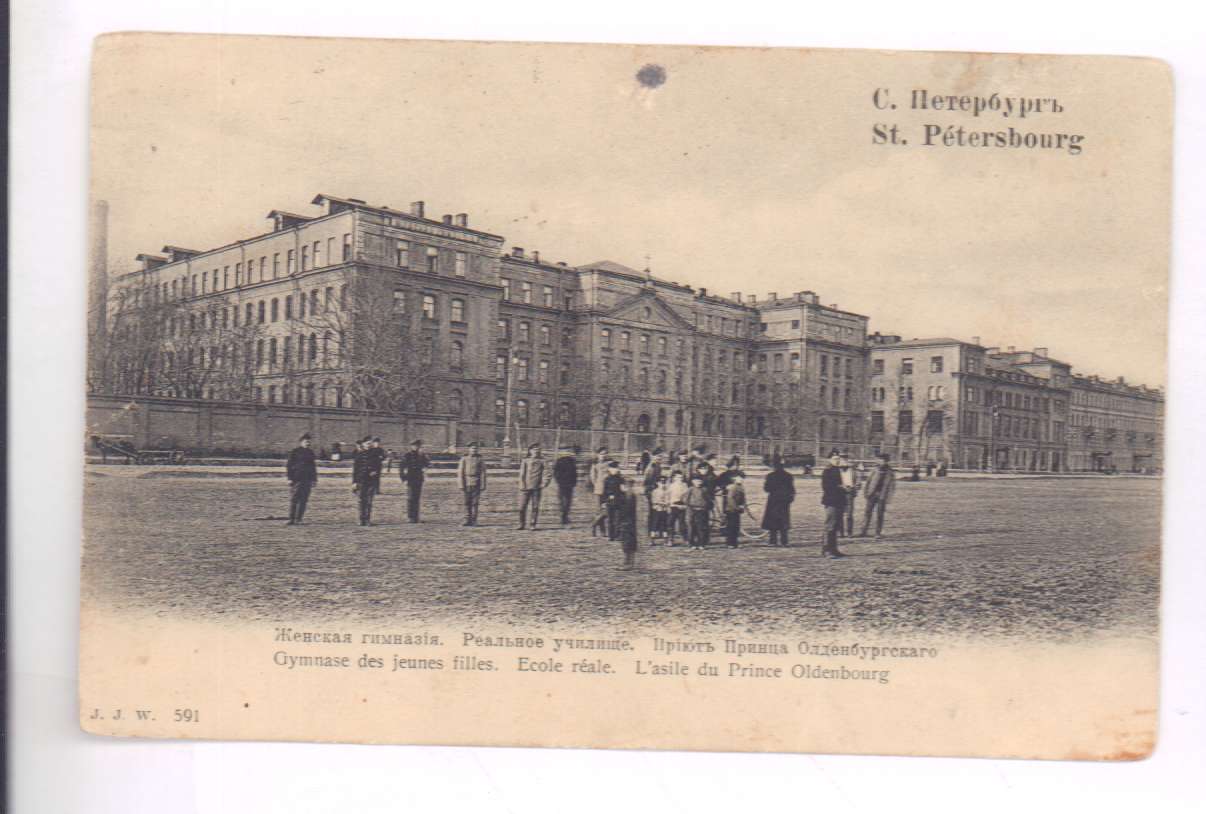 С. Петербургъ
St. Pétersbourg
Женская гимназія. Реальное училище. Пріютъ Принца Олденбургскаго
Gymnase des jeunes filles. Ecole réale. L'asile du Prince Oldenbourg
J. J. W. 591